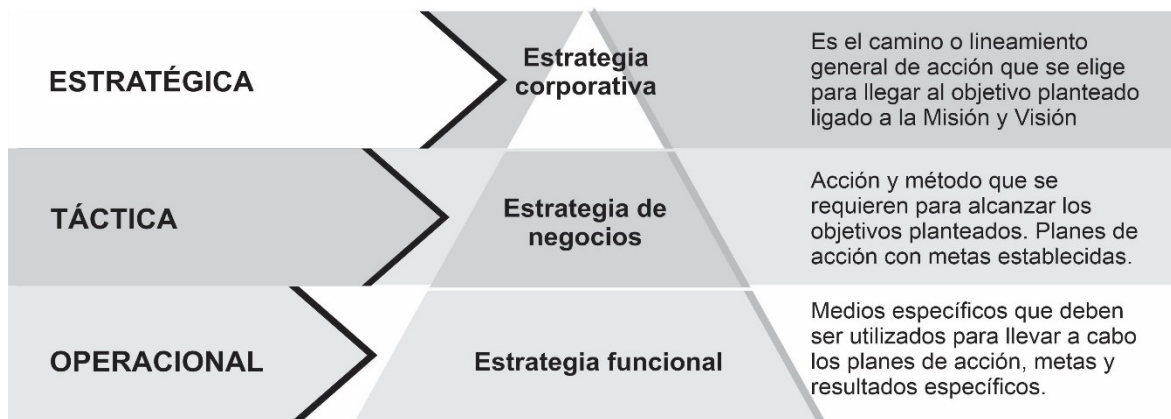 ESTRATÉGICA
Estrategia
corporativa
Es el camino o lineamiento
general de acción que se elige
para llegar al objetivo planteado
ligado a la Misión y Visión
TÁCTICA
Estrategia de
negocios
Acción y método que se
requieren para alcanzar los
objetivos planteados. Planes de
acción con metas establecidas.
OPERACIONAL
Estrategia funcional
Medios específicos que deben
ser utilizados para llevar a cabo
los planes de acción, metas y
resultados específicos.